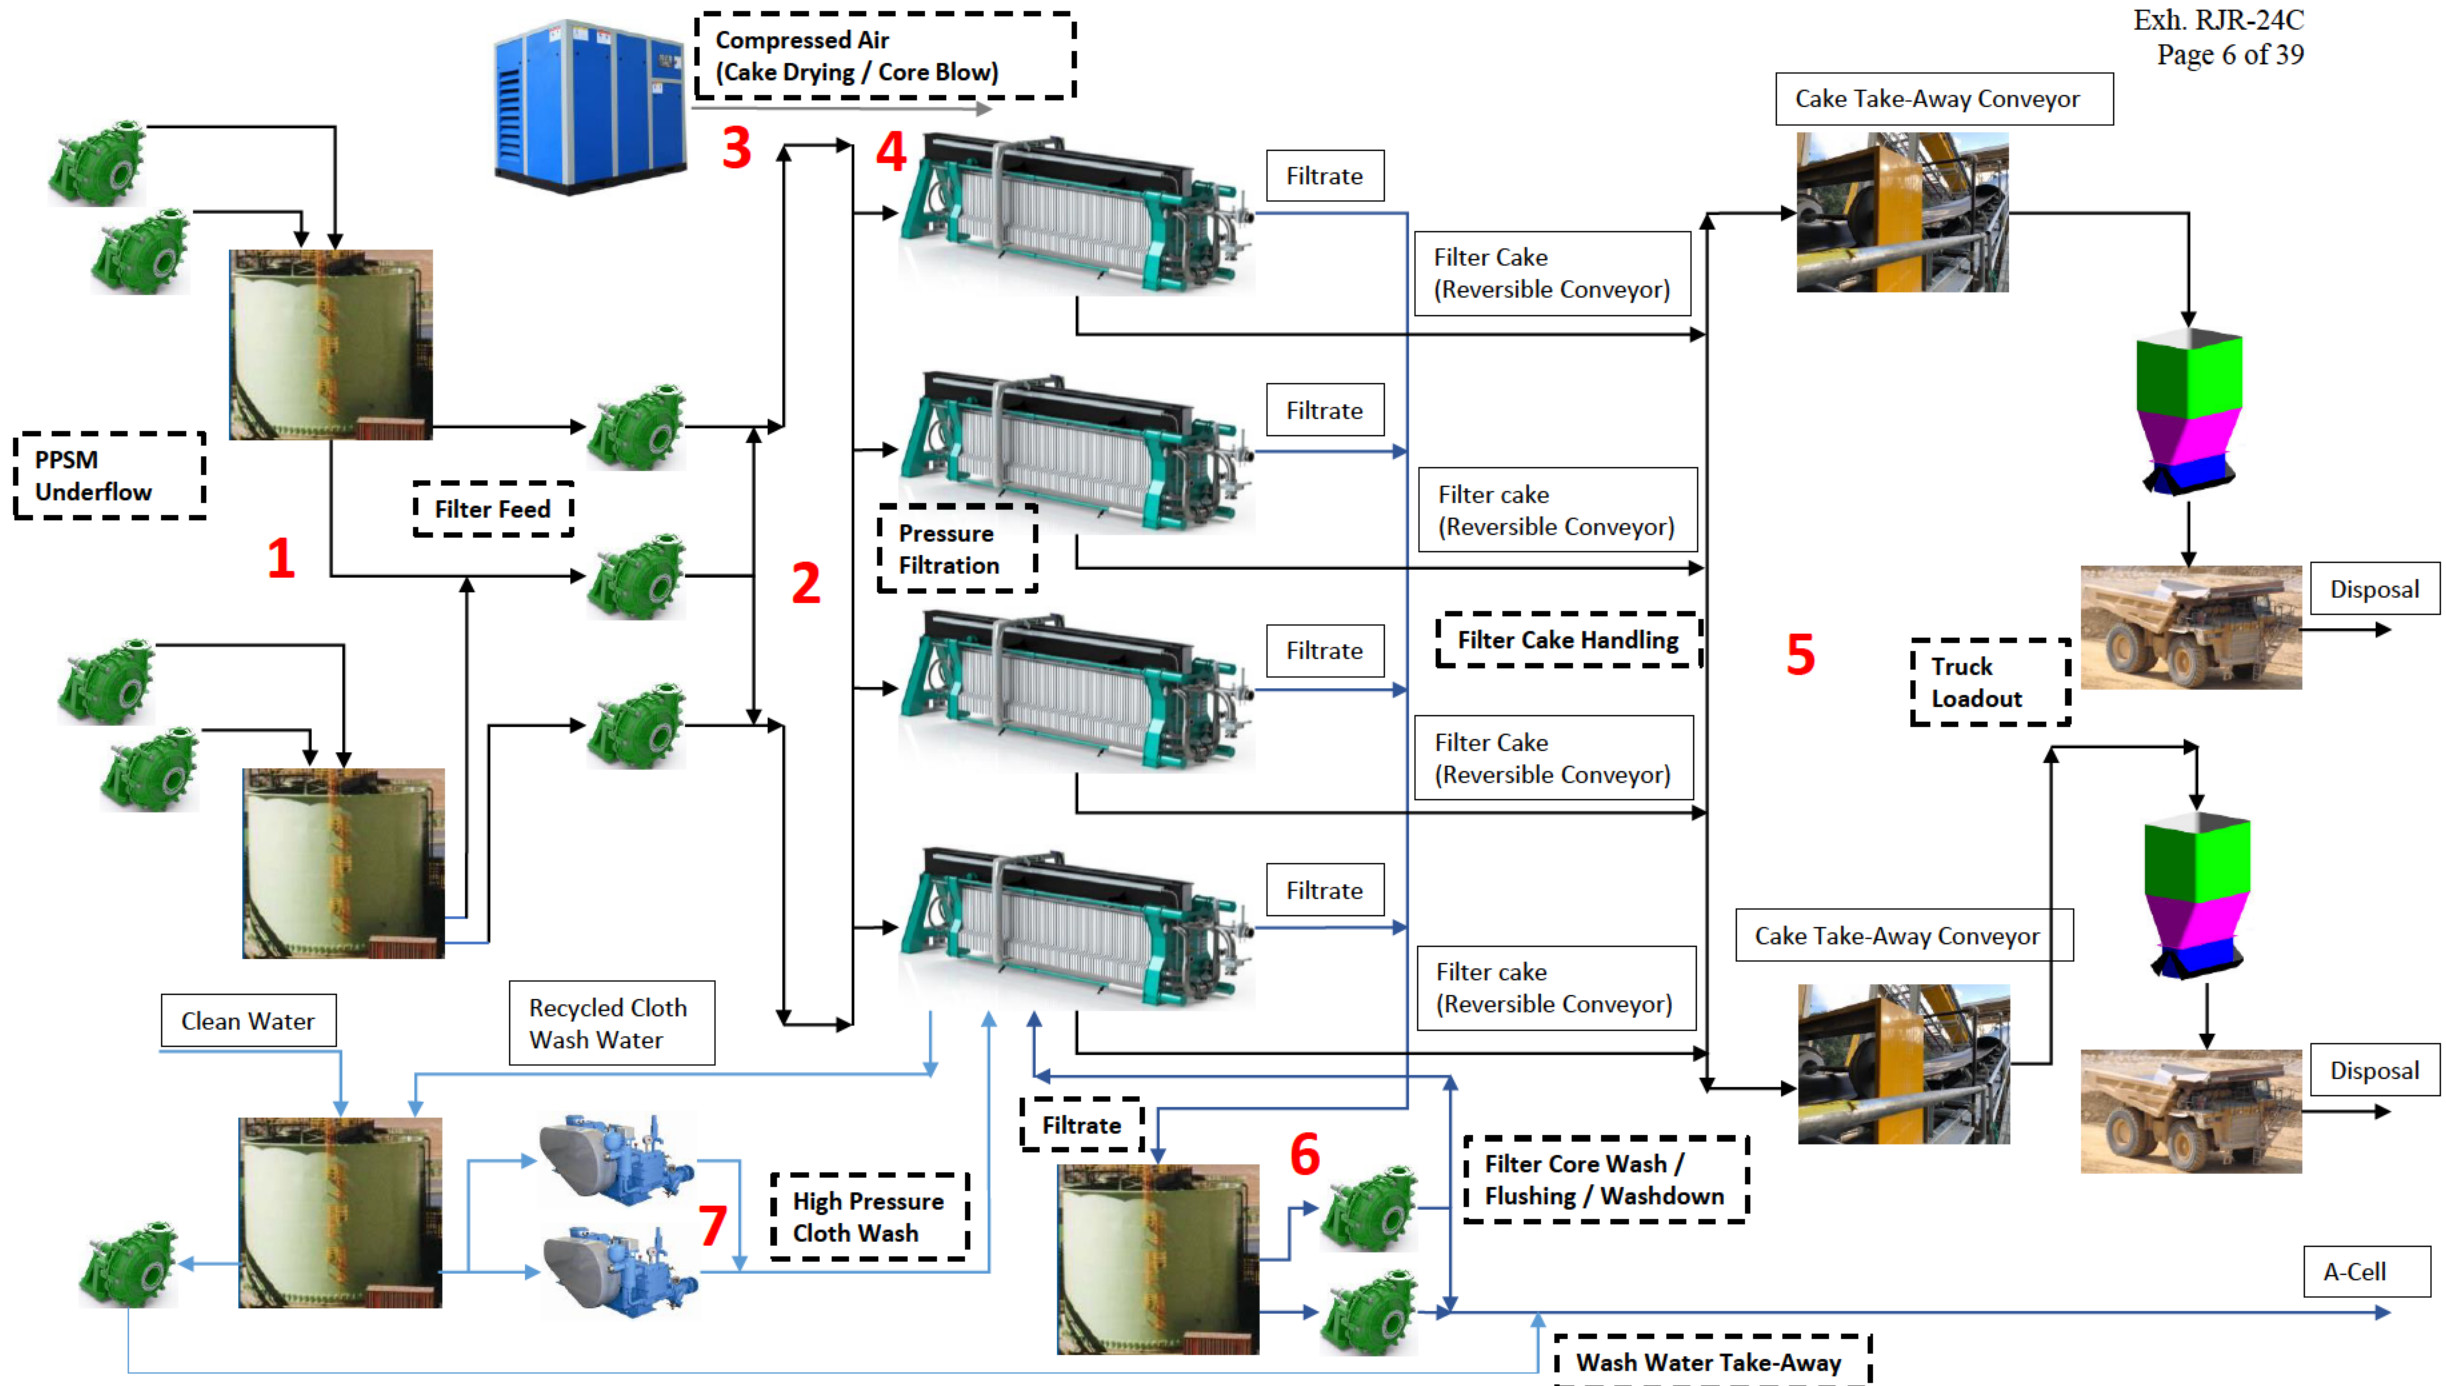 Exh. RJR-24C
Page 6 of 39
Compressed Air
(Cake Drying / Core Blow)
Cake Take-Away Conveyor
3
4
Filtrate
Filter Cake
(Reversible Conveyor)
Filtrate
PPSM
Underflow
Filter Feed
Filter cake
(Reversible Conveyor)
Pressure
Filtration
1
2
Disposal
Filtrate
Filter Cake Handling
5
Truck
Loadout
Filter Cake
(Reversible Conveyor)
Filtrate
Cake Take-Away Conveyor
Filter cake
(Reversible Conveyor)
Clean Water
Recycled Cloth
Wash Water
Disposal
Filtrate
6
Filter Core Wash /
Flushing / Washdown
7
High Pressure
Cloth Wash
A-Cell
Wash Water Take-Away